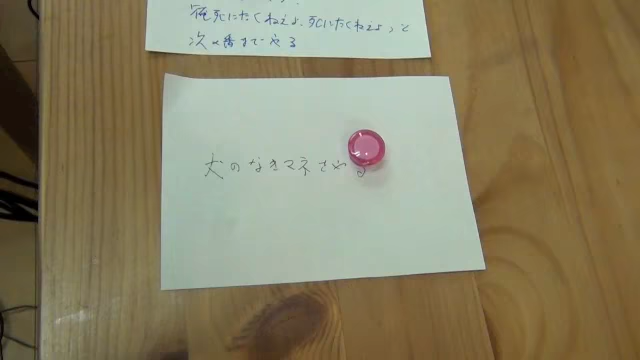 俺死にたくねえよ、死にたくねえよ、と
次の番までやる
犬のなきマネをやる